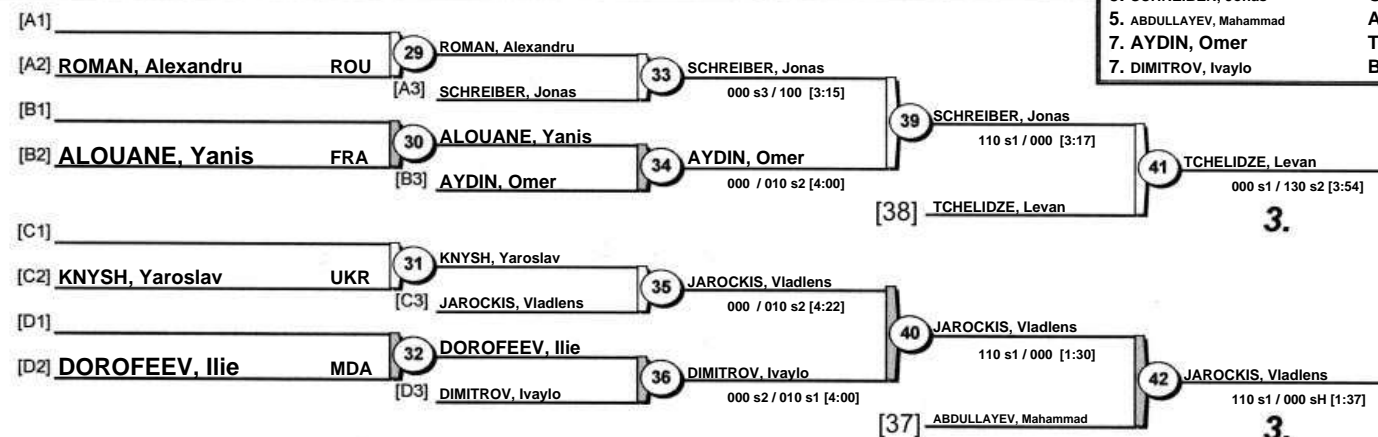 5. ABDULLAYEV, Mahammad A
7. AYDIN, Omer T
7. DIMITROV, Ivaylo B
[A1]
[A2] ROMAN, Alexandru ROU
29
[A3]
ROMAN, Alexandru
SCHREIBER, Jonas
33
SCHREIBER, Jonas
000 s3 / 100 [3:15]
[B1]
[B2] ALOUANE, Yanis FRA
30
[B3]
ALOUANE, Yanis
AYDIN, Omer
34
AYDIN, Omer
000 / 010 s2 [4:00]
39
SCHREIBER, Jonas
110 s1 / 000 [3:17]
[38] TCHELIDZE, Levan
41
TCHELIDZE, Levan
000 s1 / 130 s2 [3:54]
3.
[C1]
[C2] KNYSH, Yaroslav UKR
31
[C3]
KNYSH, Yaroslav
JAROCKIS, Vladlens
35
JAROCKIS, Vladlens
000 / 010 s2 [4:22]
[D1]
[D2] DOROFEEV, Ilie MDA
32
[D3]
DOROFEEV, Ilie
DIMITROV, Ivaylo
36
DIMITROV, Ivaylo
000 s2 / 010 s1 [4:00]
40
JAROCKIS, Vladlens
110 s1 / 000 [1:30]
[37] ABDULLAYEV, Mahammad
42
JAROCKIS, Vladlens
110 s1 / 000 sH [1:37]
3.